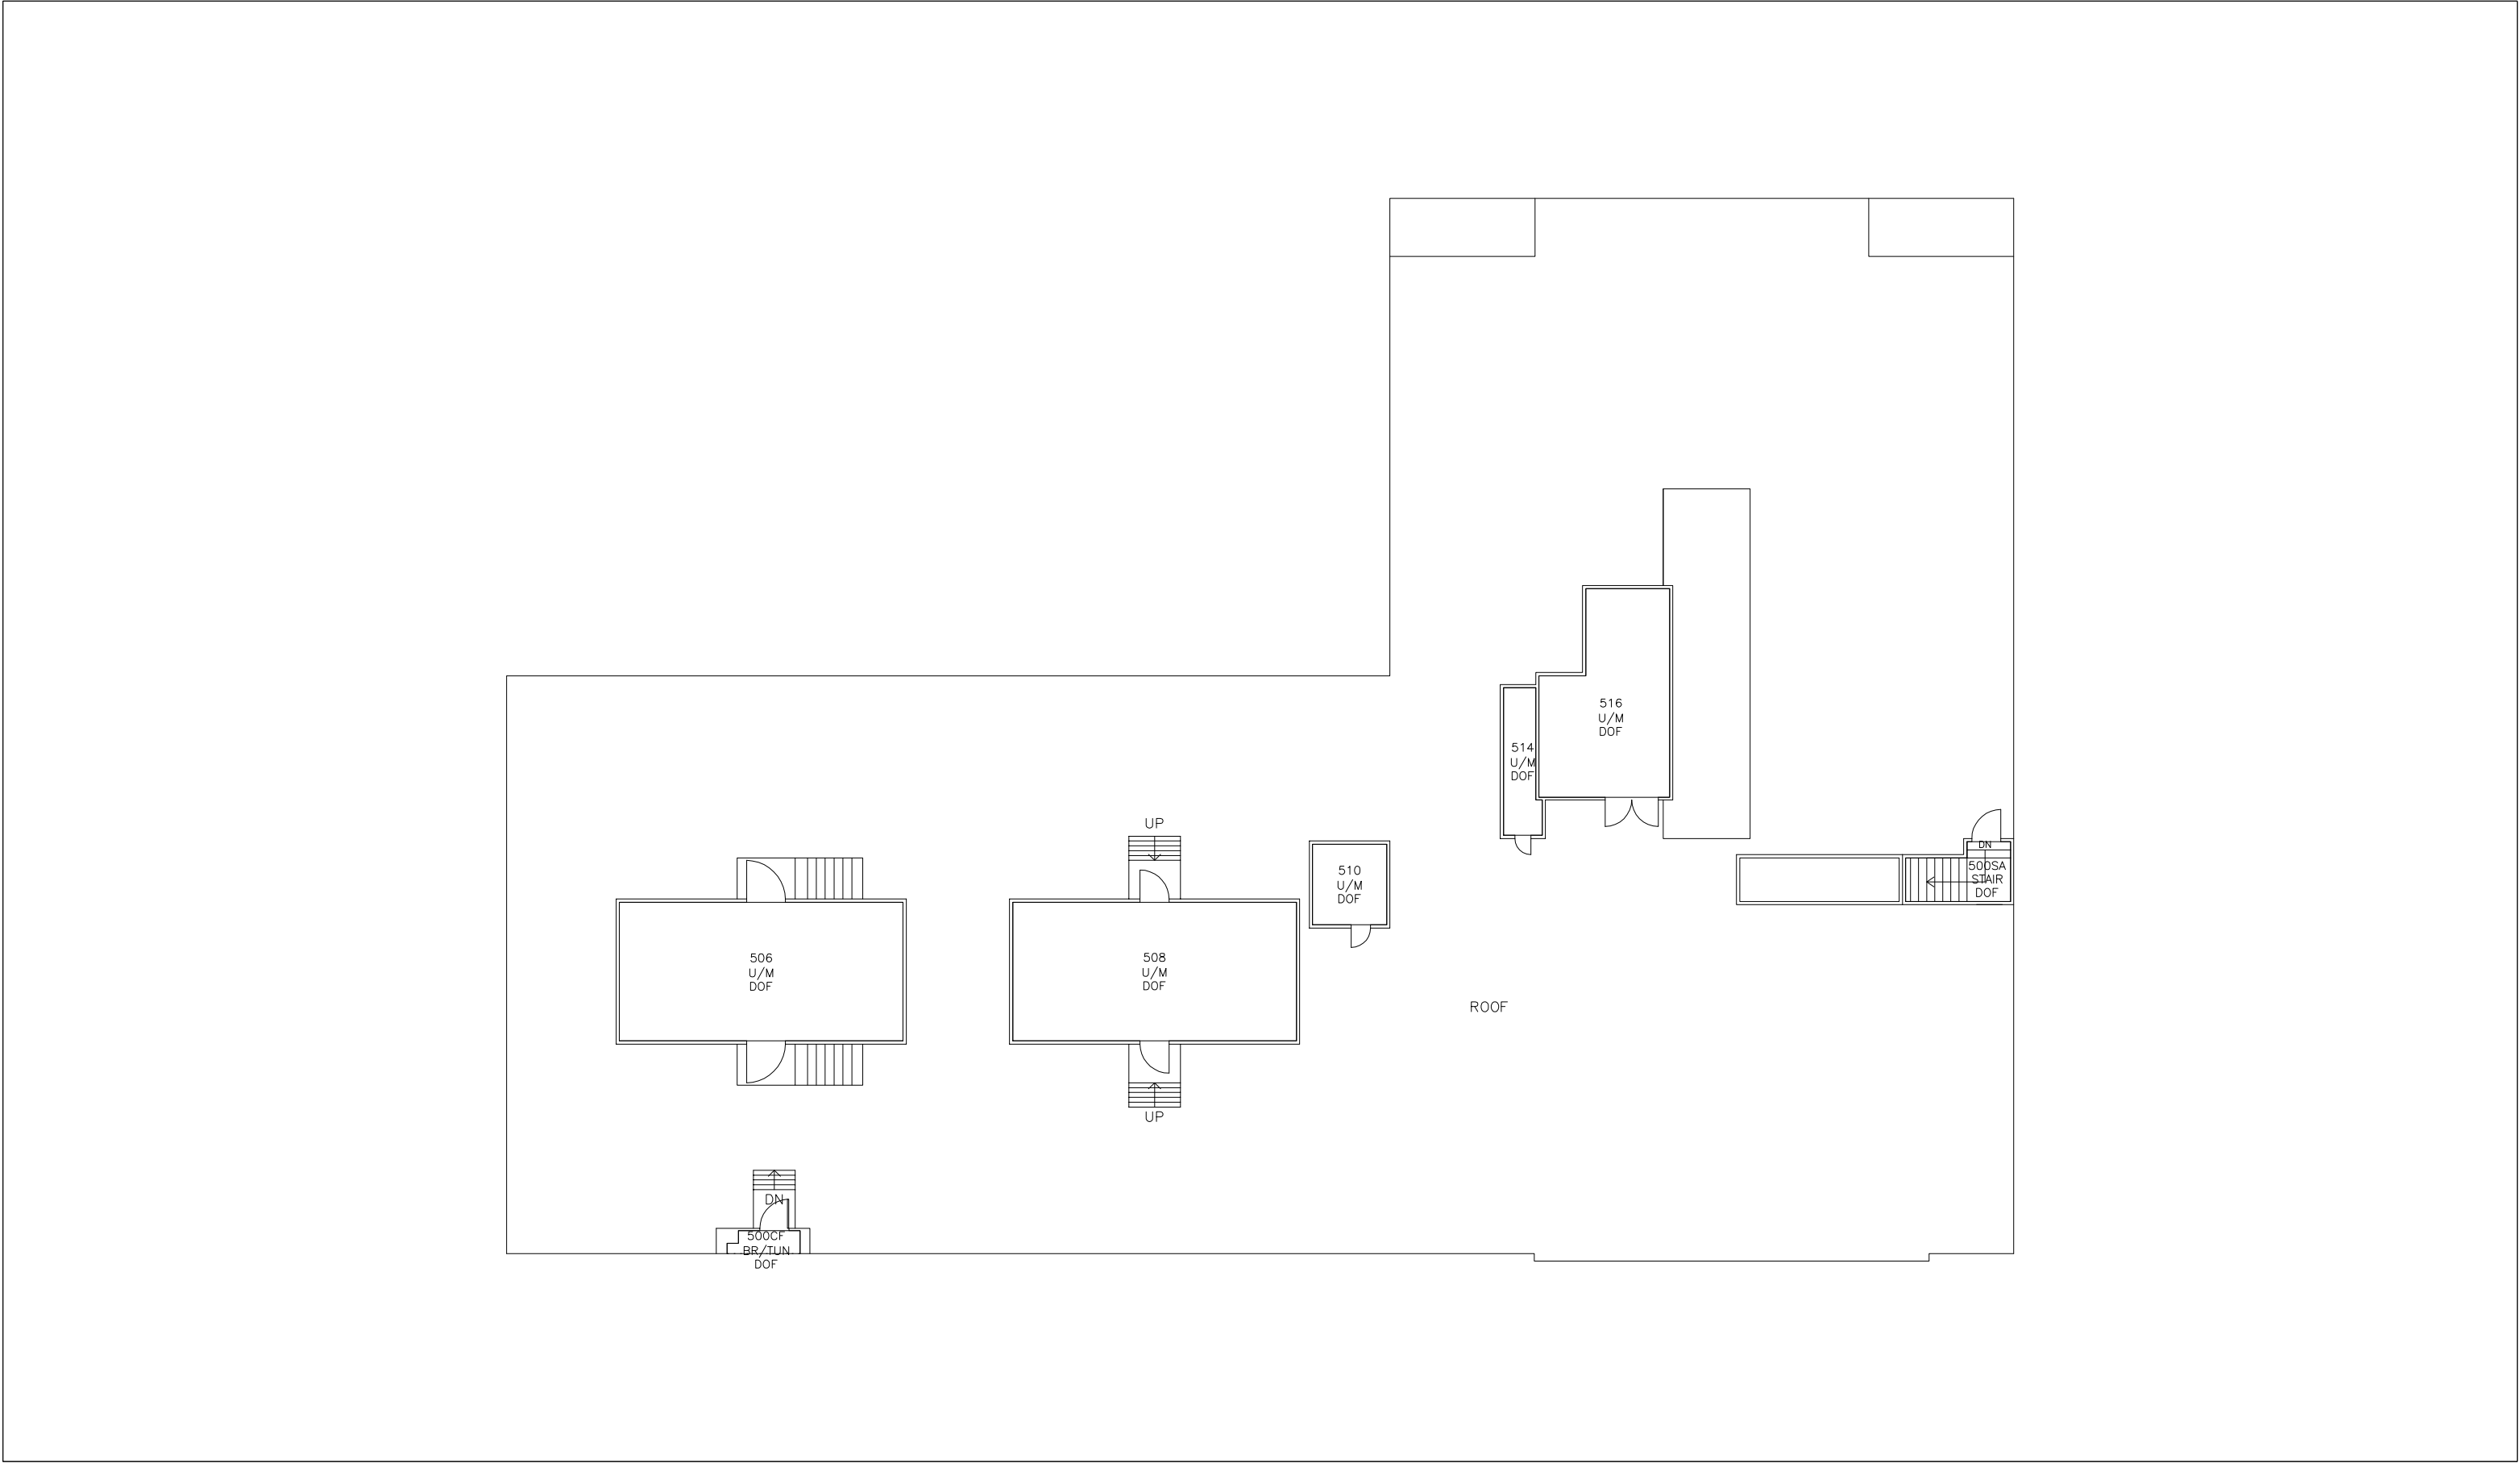 516
U/M
DOF
514
U/M
DOF
UP
DN
500SA
STAIR
DOF
510
U/M
DOF
506
U/M
DOF
508
U/M
DOF
ROOF
UP
DN
500CF
BR/TUN
DOF